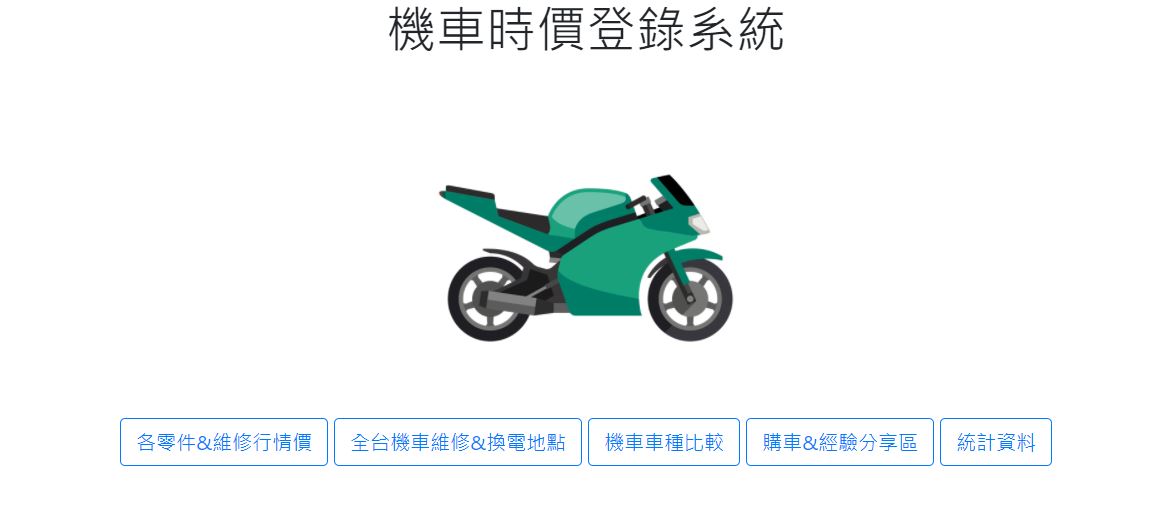 機車時價登錄系統
各零件&維修行情價 全台機車維修&換電地點 機車車種比較 購車&經驗分享區 統計資料